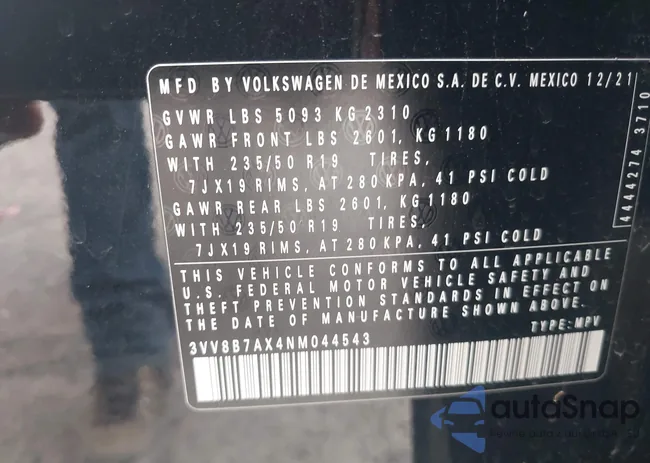 MFD BY VOLKSWAGEN DE MEXICO S.A. DE C.V. MEXICO 12/21
GVWR LBS 5093 KG 2310
GAWR FRONT LBS 2601, KG 1180
WITH 235/50 R19 TIRES,
7JX19 RIMS, AT 280 KPA, 41 PSI COLD
GAWR REAR LBS 2601, KG 1180
WITH 235/50 R19 TIRES,
7JX19 RIMS, AT 280 KPA, 41 PSI COLD
THIS VEHICLE CONFORMS TO ALL APPLICABLE
U.S. FEDERAL MOTOR VEHICLE SAFETY AND
THEFT PREVENTION STANDARDS IN EFFECT ON
THE DATE OF MANUFACTURE SHOWN ABOVE.
3VV8B7AX4NM044543 TYPE: MPV
4444274 3710
autoSnap